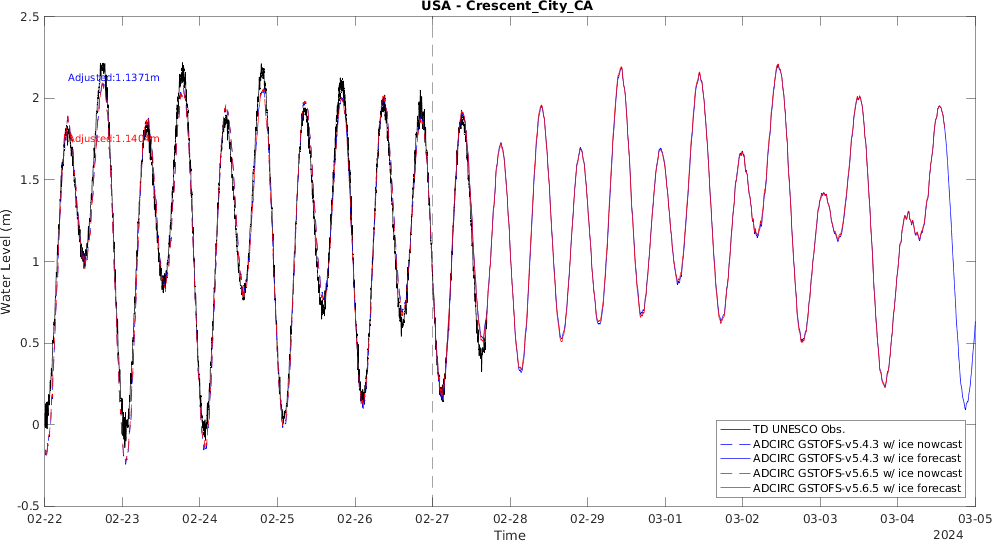 USA - Crescent_City_CA
2.5
2
1.5
1
0.5
0
-0.5
Water Level (m)
Adjusted:1.1371m
02-22 02-23 02-24 02-25 02-26 02-27 02-28 02-29 03-01 03-02 03-03 03-04 03-05
Time
2024
TD UNESCO Obs.
ADCIRC GSTOFS-v5.4.3 w/ ice nowcast
ADCIRC GSTOFS-v5.4.3 w/ ice forecast
ADCIRC GSTOFS-v5.6.5 w/ ice nowcast
ADCIRC GSTOFS-v5.6.5 w/ ice forecast